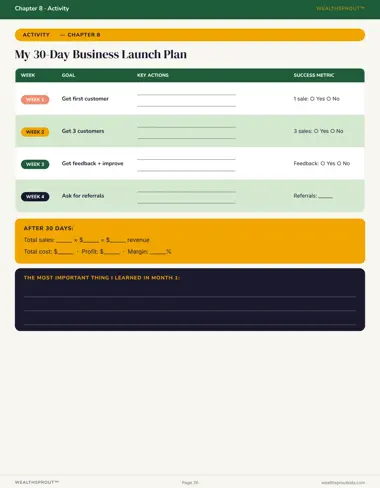 Chapter 8 · Activity WEALTHSPROUT™
ACTIVITY — CHAPTER 8
My 30-Day Business Launch Plan
WEEK GOAL KEY ACTIONS SUCCESS METRIC
WEEK 1 Get first customer 1 sale: O Yes O No
WEEK 2 Get 3 customers 3 sales: O Yes O No
WEEK 3 Get feedback + improve Feedback: O Yes O No
WEEK 4 Ask for referrals Referrals: _____
AFTER 30 DAYS:
Total sales: _____ × $_____ = $_____ revenue
Total cost: $_____ · Profit: $_____ · Margin: _____%
THE MOST IMPORTANT THING I LEARNED IN MONTH 1:
WEALTHSPROUT™ Page 38 wealthsproutkids.com